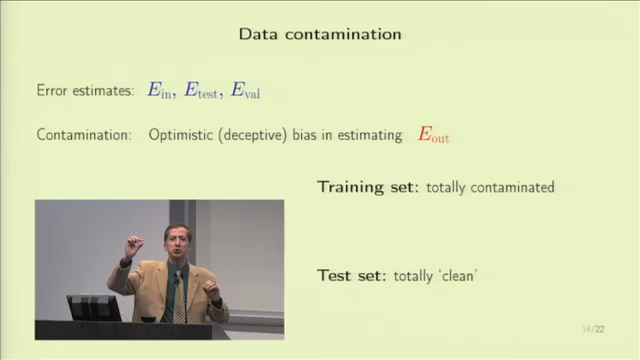 Data contamination
Error estimates: E_in, E_test, E_val
Contamination: Optimistic (deceptive) bias in estimating E_out
Training set: totally contaminated
Test set: totally 'clean'
14/22